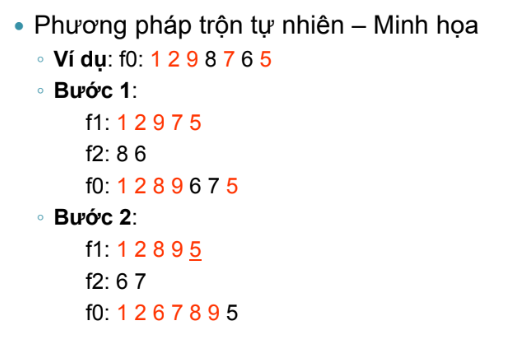 • Phương pháp trộn tự nhiên – Minh họa
◦ Ví dụ: f0: 1 2 9 8 7 6 5
◦ Bước 1:
f1: 1 2 9 7 5
f2: 8 6
f0: 1 2 8 9 6 7 5
◦ Bước 2:
f1: 1 2 8 9 5
f2: 6 7
f0: 1 2 6 7 8 9 5